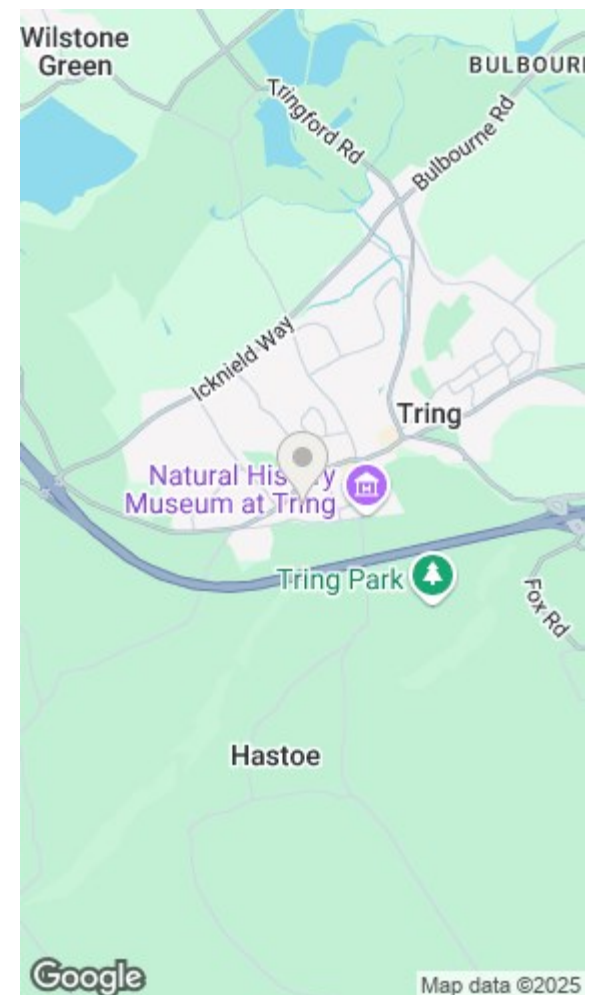 Wilstone
Green
BULBOUR
Tringford Rd
Bulbourne Rd
Icknield Way
Tring
Natural History
Museum at Tring
Tring Park
Fox Rd
Hastoe
Google
Map data ©2025